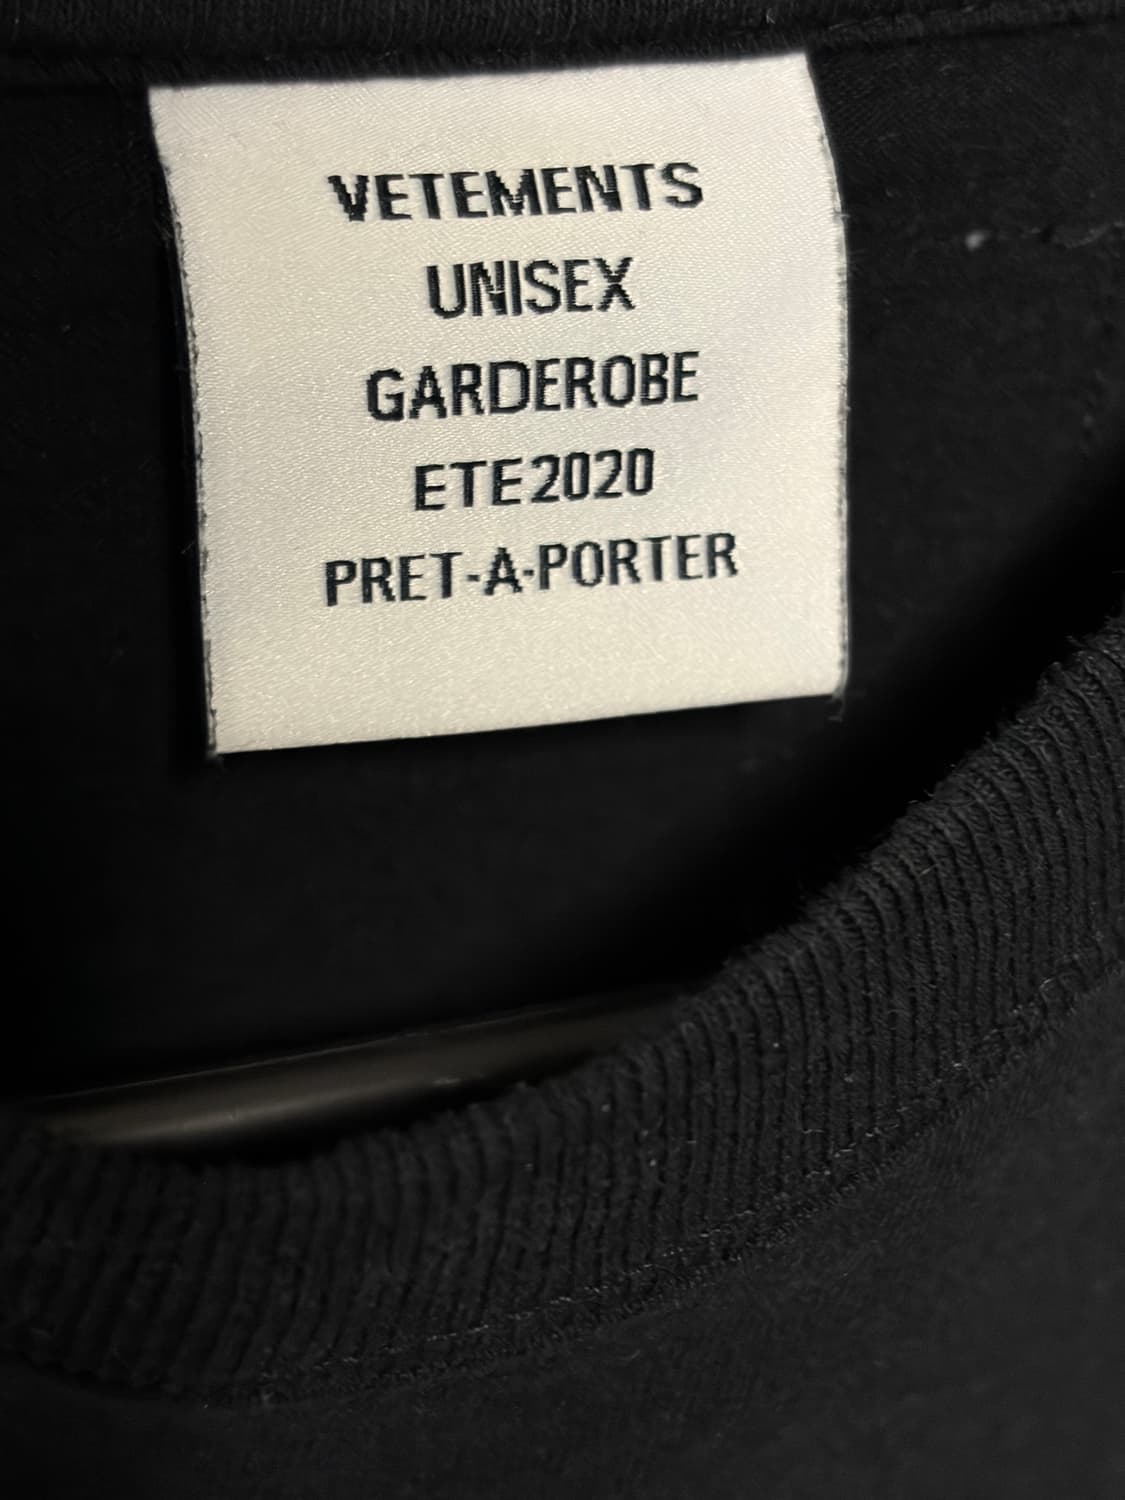 VETEMENTS
UNISEX
GARDEROBE
ETE2020
PRET-A-PORTER